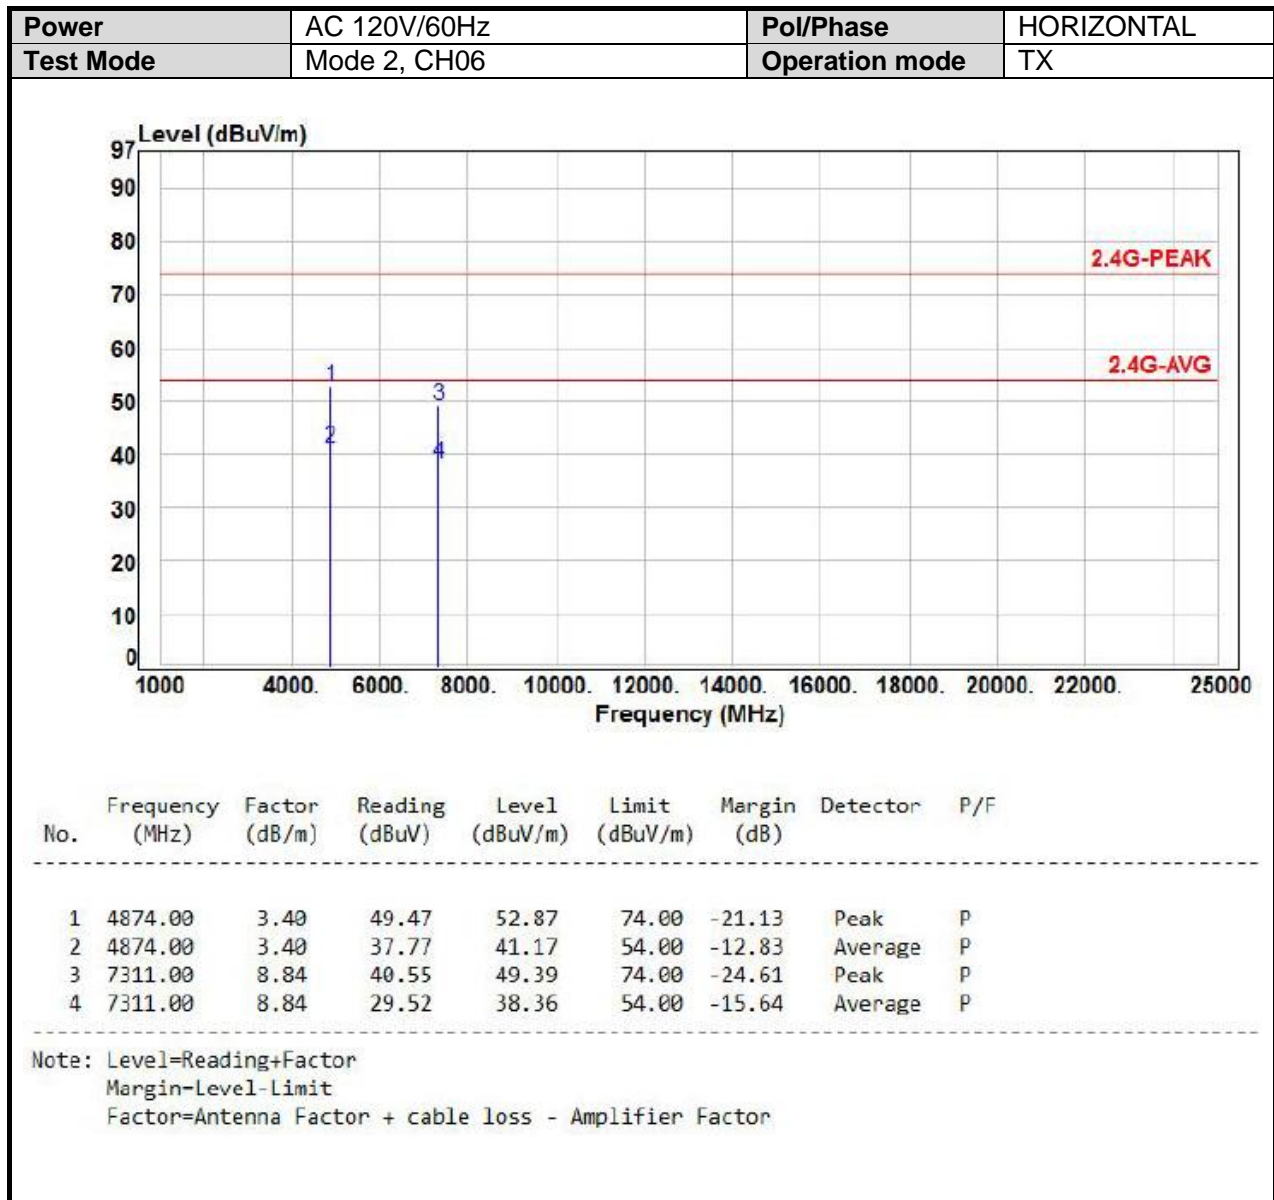 Power AC 120V/60Hz Pol/Phase HORIZONTAL
Test Mode Mode 2, CH06 Operation mode TX
Level (dBuV/m)
97
90
80
2.4G-PEAK
70
60
2.4G-AVG
1
50
3
2
4
40
30
20
10
0
1000 4000. 6000. 8000. 10000. 12000. 14000. 16000. 18000. 20000. 22000. 25000
Frequency (MHz)
Frequency Factor Reading Level Limit Margin Detector P/F
No. (MHz) (dB/m) (dBuV) (dBuV/m) (dBuV/m) (dB)
1 4874.00 3.40 49.47 52.87 74.00 -21.13 Peak P
2 4874.00 3.40 37.77 41.17 54.00 -12.83 Average P
3 7311.00 8.84 40.55 49.39 74.00 -24.61 Peak P
4 7311.00 8.84 29.52 38.36 54.00 -15.64 Average P
Note: Level=Reading+Factor
Margin=Level-Limit
Factor=Antenna Factor + cable loss - Amplifier Factor